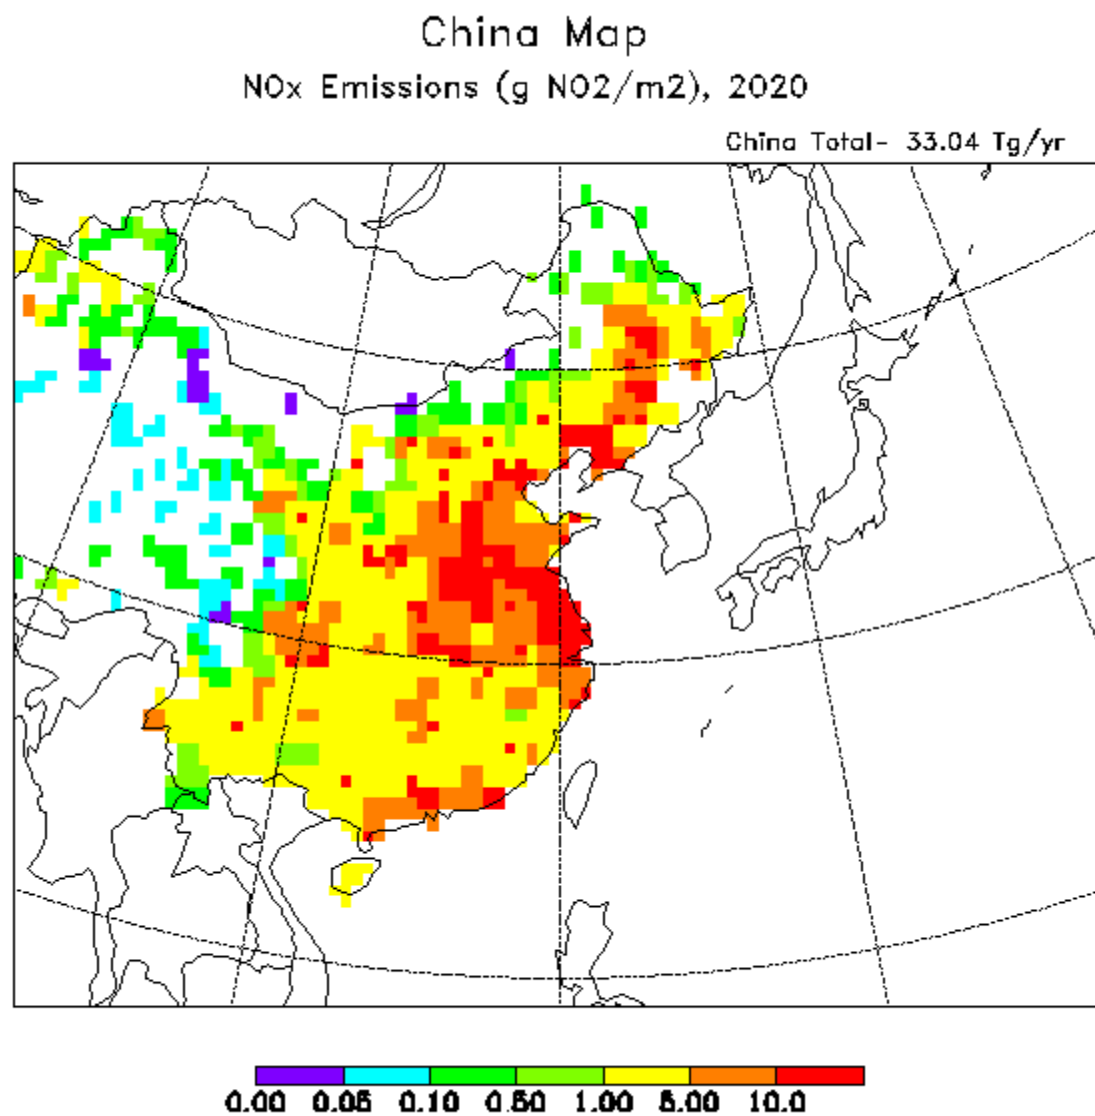 China Map
NOx Emissions (g NO2/m2), 2020
China Total- 33.04 Tg/yr
0.00 0.05 0.10 0.50 1.00 5.00 10.0